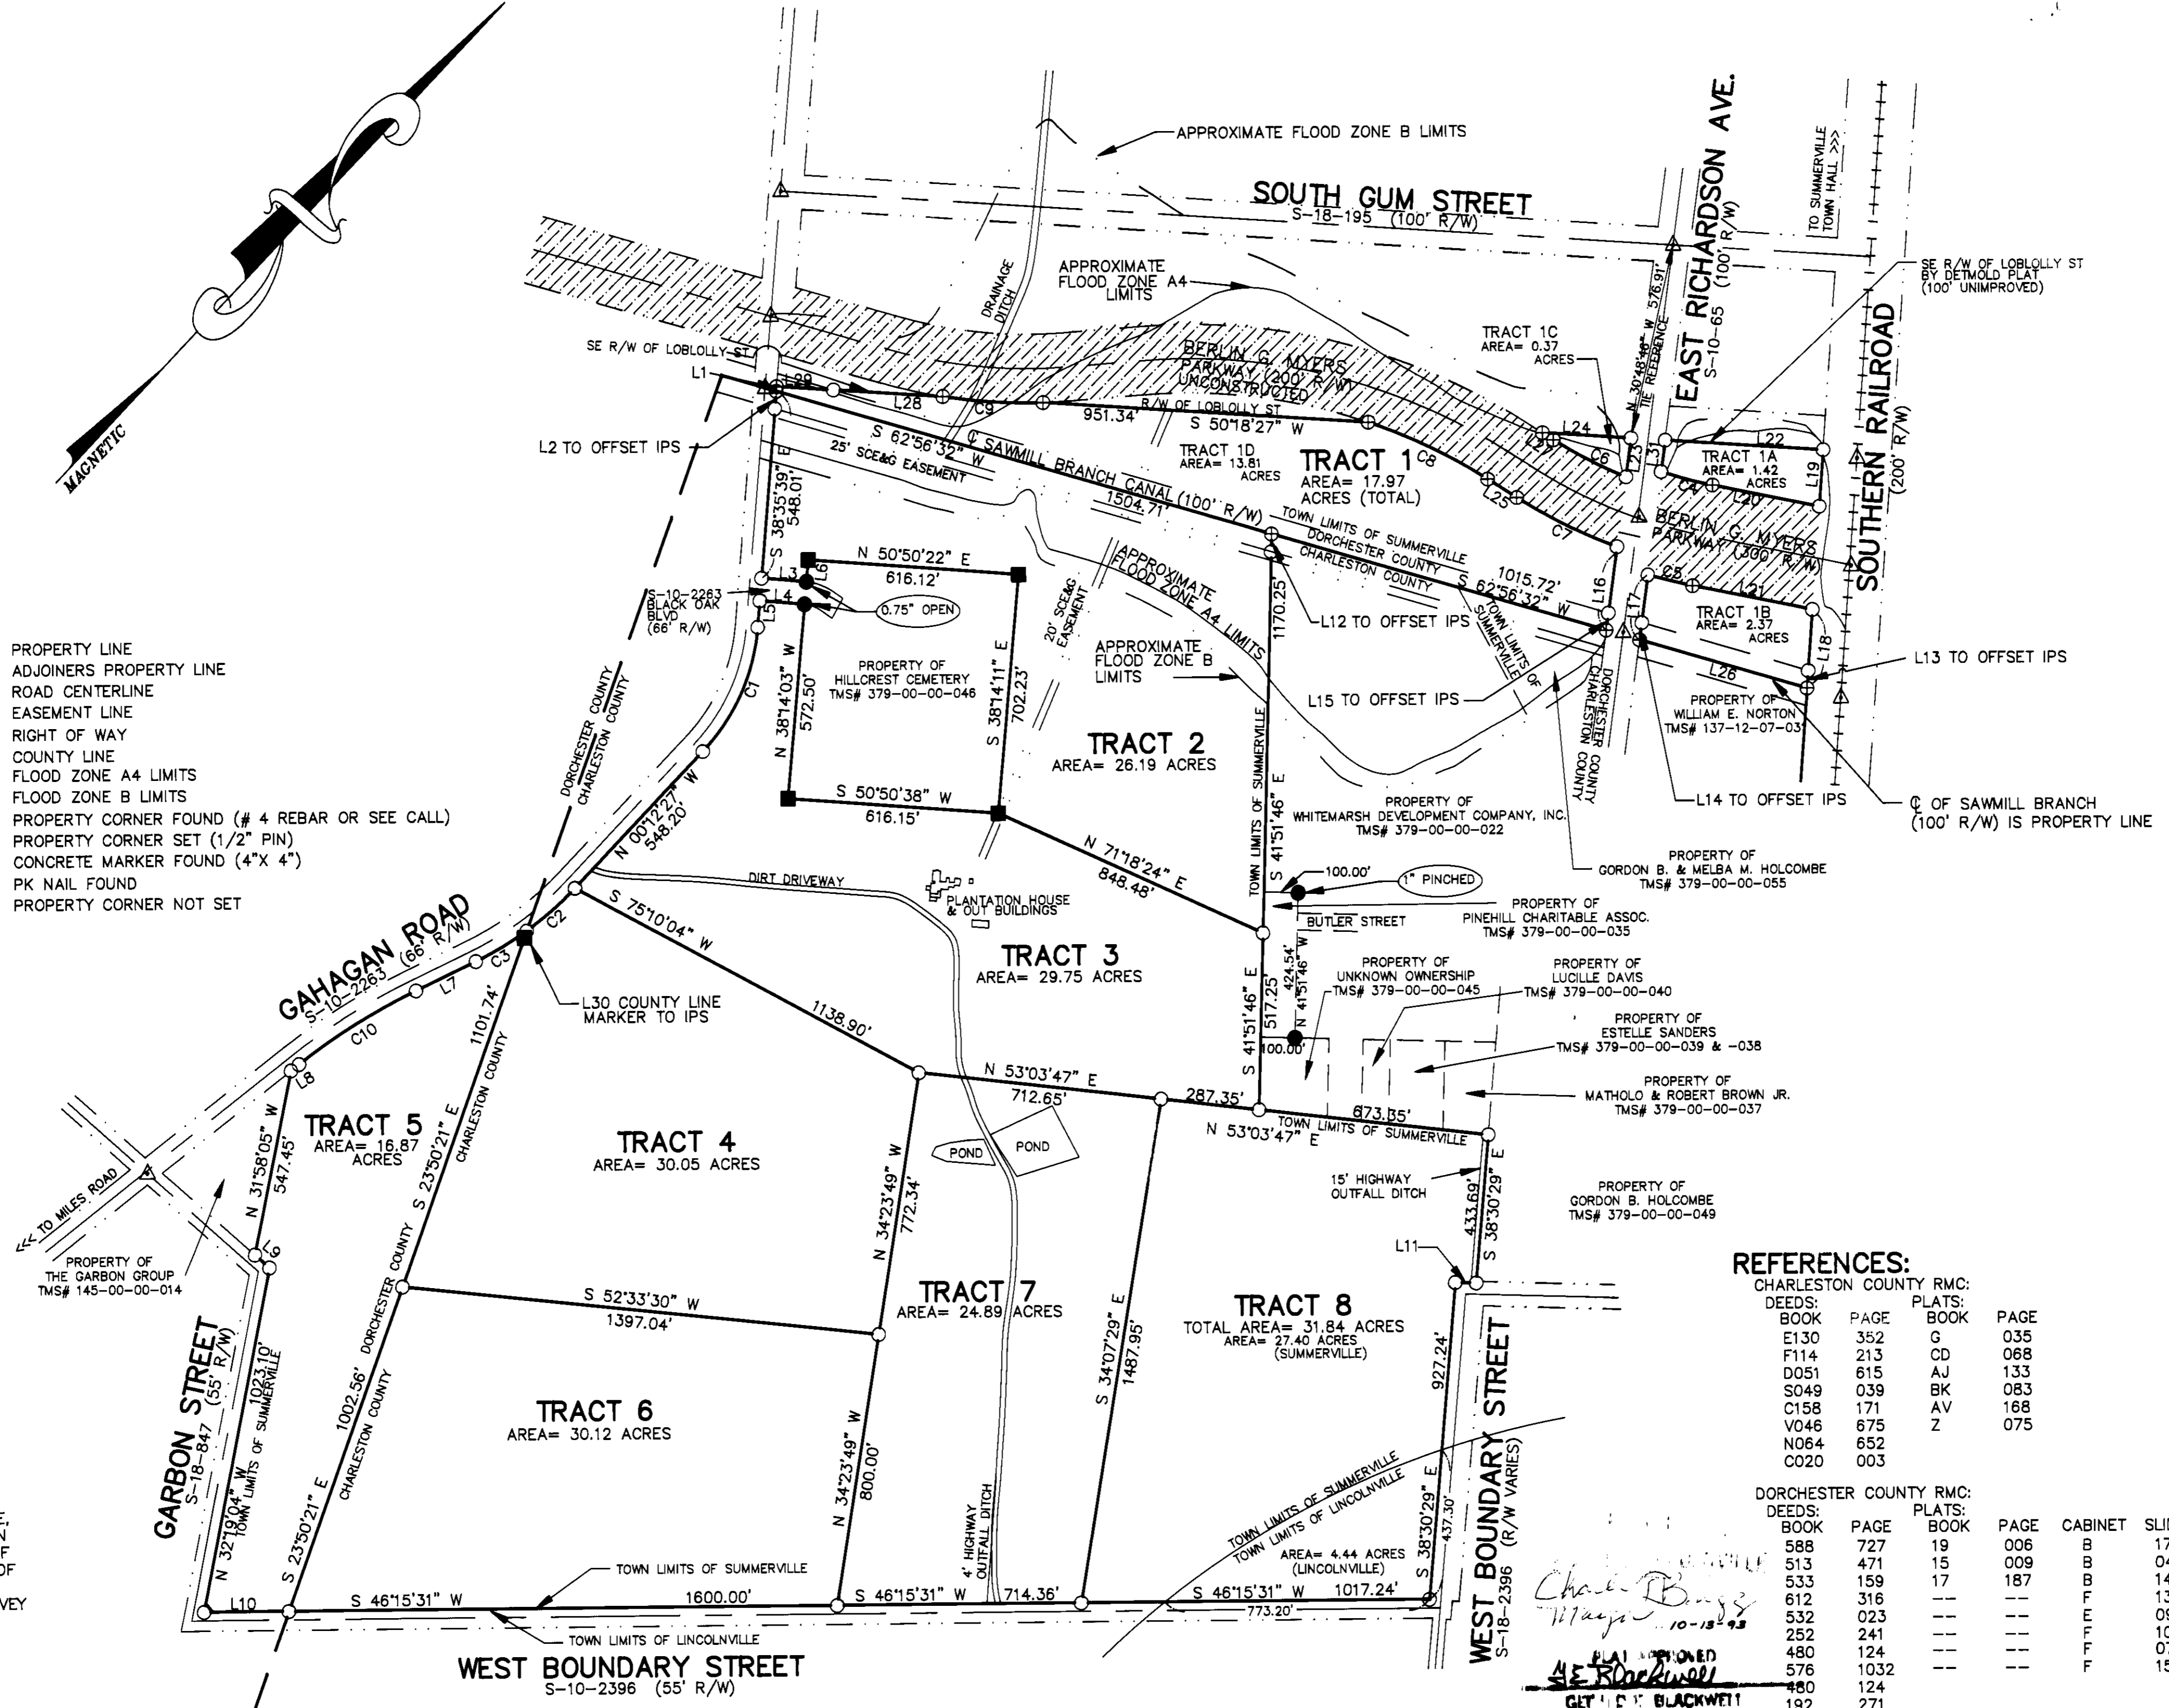 MAGNETIC
APPROXIMATE FLOOD ZONE B LIMITS
SOUTH GUM STREET
S-18-195 (100' R/W)
EAST RICHARDSON AVE.
S-10-65 (100' R/W)
TO SUMMERVILLE
TOWN HALL >>>
SOUTHERN RAILROAD
(200' R/W)
SE R/W OF LOBLOLLY ST
BY DETMOLD PLAT
(100' UNIMPROVED)
DRAINAGE
DITCH
APPROXIMATE
FLOOD ZONE A4
LIMITS
BERLIN G. MYERS
PARKWAY (200' R/W)
UNCONSTRUCTED
TRACT 1C
AREA= 0.37
ACRES
N 30°48'46" W 576.91'
TIE REFERENCE
SE R/W OF LOBLOLLY ST
L1
L29
L28
C9
951.34'
R/W OF LOBLOLLY ST
S 50°18'27" W
L24
L27
C6
L23
L31
L22
TRACT 1A
AREA= 1.42
ACRES
L19
C4
L20
L2 TO OFFSET IPS
S 62°56'32" W
℄ SAWMILL BRANCH CANAL (100' R/W)
1504.71'
25' SCE&G EASEMENT
TRACT 1D
AREA= 13.81
ACRES
TRACT 1
AREA= 17.97
ACRES (TOTAL)
C8
L25
C7
BERLIN G. MYERS
PARKWAY (300' R/W)
S 38°35'39" E
548.01'
TOWN LIMITS OF SUMMERVILLE
DORCHESTER COUNTY
CHARLESTON COUNTY
1015.72'
S 62°56'32" W
TOWN LIMITS OF
SUMMERVILLE
L16
L17
C5
L21
TRACT 1B
AREA= 2.37
ACRES
L18
L26
L13 TO OFFSET IPS
N 50°50'22" E
616.12'
L3
L6
L4
L5
0.75" OPEN
S-10-2263
BLACK OAK
BLVD
(66' R/W)
20' SCE&G
EASEMENT
APPROXIMATE
FLOOD ZONE A4 LIMITS
APPROXIMATE
FLOOD ZONE B
LIMITS
1170.25'
L12 TO OFFSET IPS
L15 TO OFFSET IPS
DORCHESTER COUNTY
CHARLESTON COUNTY
PROPERTY OF
WILLIAM E. NORTON
TMS# 137-12-07-03
L14 TO OFFSET IPS
℄ OF SAWMILL BRANCH
(100' R/W) IS PROPERTY LINE
PROPERTY LINE
ADJOINERS PROPERTY LINE
ROAD CENTERLINE
EASEMENT LINE
RIGHT OF WAY
COUNTY LINE
FLOOD ZONE A4 LIMITS
FLOOD ZONE B LIMITS
PROPERTY CORNER FOUND (# 4 REBAR OR SEE CALL)
PROPERTY CORNER SET (1/2" PIN)
CONCRETE MARKER FOUND (4"X 4")
PK NAIL FOUND
PROPERTY CORNER NOT SET
PROPERTY OF
HILLCREST CEMETERY
TMS# 379-00-00-046
N 38°14'03" W
572.50'
S 38°14'11" E
702.23'
S 50°50'38" W
616.15'
C1
DORCHESTER COUNTY
CHARLESTON COUNTY
N 00°12'27" W
548.20'
TRACT 2
AREA= 26.19 ACRES
TOWN LIMITS OF SUMMERVILLE
S 41°51'46" E
PROPERTY OF
WHITEMARSH DEVELOPMENT COMPANY, INC.
TMS# 379-00-00-022
PROPERTY OF
GORDON B. & MELBA M. HOLCOMBE
TMS# 379-00-00-055
N 71°18'24" E
848.48'
100.00'
1" PINCHED
BUTLER STREET
PROPERTY OF
PINEHILL CHARITABLE ASSOC.
TMS# 379-00-00-035
DIRT DRIVEWAY
PLANTATION HOUSE
& OUT BUILDINGS
GAHAGAN ROAD
S-10-2263 (66' R/W)
C2
C3
L7
C10
L8
S 75°10'04" W
1138.90'
L30 COUNTY LINE
MARKER TO IPS
TRACT 3
AREA= 29.75 ACRES
S 41°51'46" E
517.25'
424.54'
N 41°51'46" W
100.00'
PROPERTY OF
UNKNOWN OWNERSHIP
TMS# 379-00-00-045
PROPERTY OF
LUCILLE DAVIS
TMS# 379-00-00-040
PROPERTY OF
ESTELLE SANDERS
TMS# 379-00-00-039 & -038
PROPERTY OF
MATHOLO & ROBERT BROWN JR.
TMS# 379-00-00-037
N 53°03'47" E
712.65'
287.35'
673.35'
TOWN LIMITS OF SUMMERVILLE
N 53°03'47" E
TRACT 5
AREA= 16.87
ACRES
N 31°58'05" W
547.45'
1101.74'
S 23°50'21" E
CHARLESTON COUNTY
TRACT 4
AREA= 30.05 ACRES
POND
POND
N 34°23'49" W
772.34'
15' HIGHWAY
OUTFALL DITCH
433.69'
S 38°30'29" E
PROPERTY OF
GORDON B. HOLCOMBE
TMS# 379-00-00-049
<<< TO MILES ROAD
PROPERTY OF
THE GARBON GROUP
TMS# 145-00-00-014
L9
L11
S 52°33'30" W
1397.04'
TRACT 7
AREA= 24.89 ACRES
S 34°07'29" E
1487.95'
TRACT 8
TOTAL AREA= 31.84 ACRES
AREA= 27.40 ACRES
(SUMMERVILLE)
927.24'
GARBON STREET
S-18-847 (55' R/W)
1023.10'
N 32°19'04" W
TOWN LIMITS OF SUMMERVILLE
1002.56'
DORCHESTER COUNTY
CHARLESTON COUNTY
S 23°50'21" E
TRACT 6
AREA= 30.12 ACRES
N 34°23'49" W
800.00'
4' HIGHWAY
OUTFALL DITCH
TOWN LIMITS OF SUMMERVILLE
TOWN LIMITS OF LINCOLNVILLE
AREA= 4.44 ACRES
(LINCOLNVILLE)
S 38°30'29" E
437.30'
WEST BOUNDARY STREET
S-18-2396 (R/W VARIES)
L10
S 46°15'31" W
TOWN LIMITS OF SUMMERVILLE
1600.00'
S 46°15'31" W
714.36'
S 46°15'31" W
1017.24'
773.20'
TOWN LIMITS OF LINCOLNVILLE
WEST BOUNDARY STREET
S-10-2396 (55' R/W)
REFERENCES:
CHARLESTON COUNTY RMC:
DEEDS: PLATS:
BOOK PAGE BOOK PAGE
E130 352 G 035
F114 213 CD 068
D051 615 AJ 133
S049 039 BK 083
C158 171 AV 168
V046 675 Z 075
N064 652
C020 003
DORCHESTER COUNTY RMC:
DEEDS: PLATS:
BOOK PAGE BOOK PAGE CABINET
588 727 19 006 B 17
513 471 15 009 B 04
533 159 17 187 B 14
612 316 -- -- F 13
532 023 -- -- E 09
252 241 -- -- F 10
480 124 -- -- F 07
576 1032 -- -- F 15
480 124
192 271
10-13-93
PLAT APPROVED
BLACKWELL